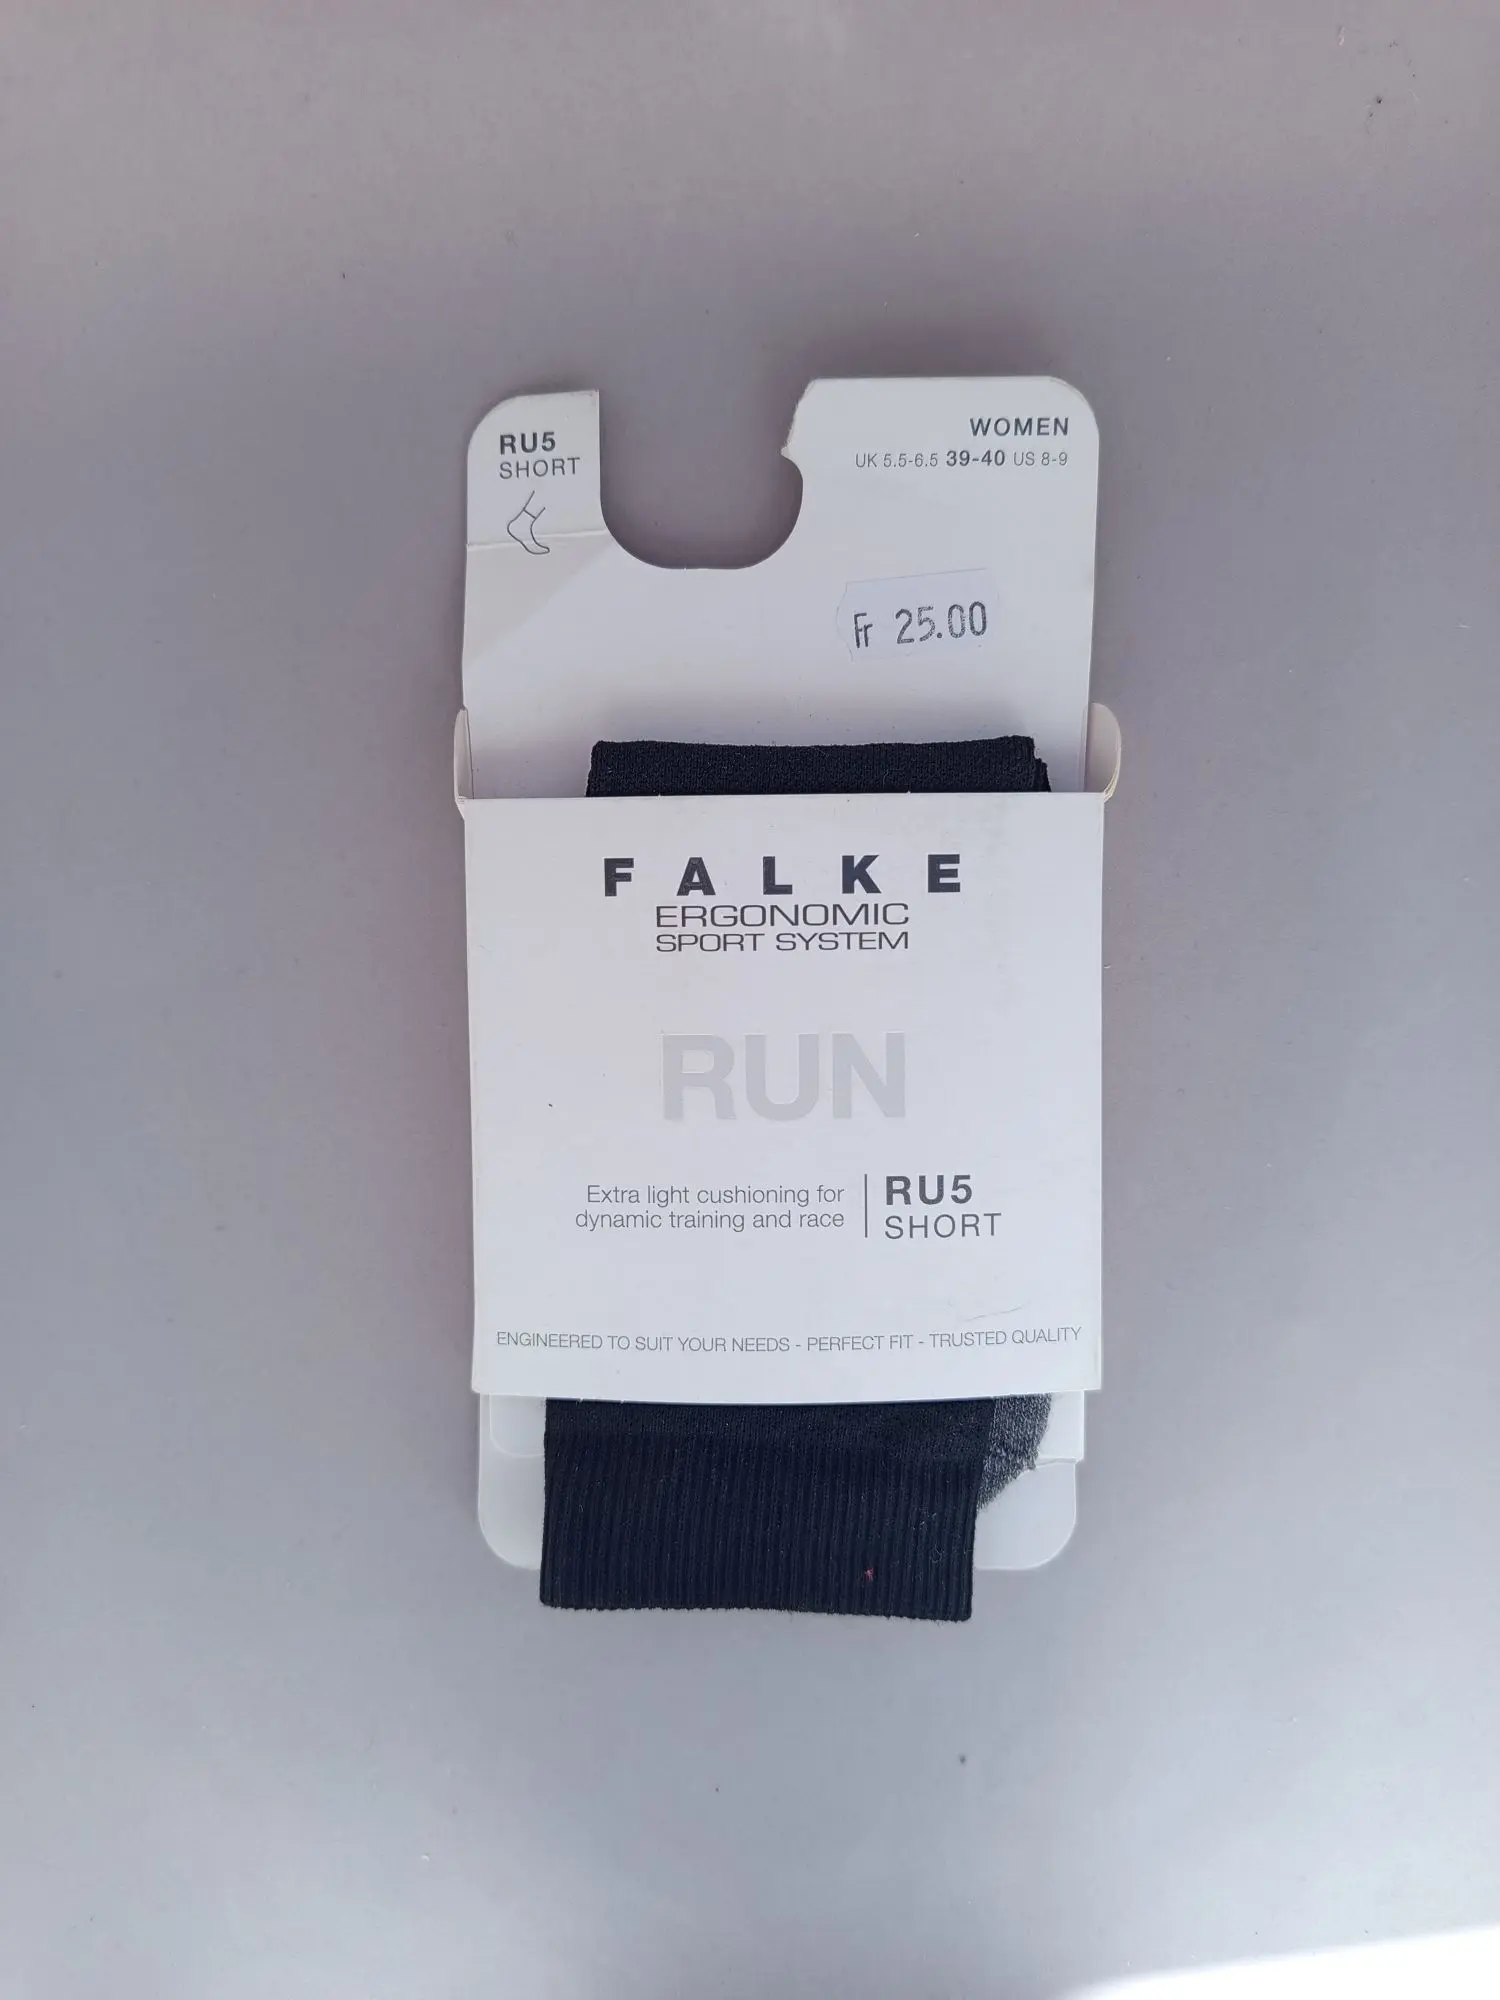 RU5
SHORT
WOMEN
UK 5.5-6.5 39-40 US 8-9
Fr 25.00
FALKE
ERGONOMIC
SPORT SYSTEM
RUN
Extra light cushioning for
dynamic training and race
RU5
SHORT
ENGINEERED TO SUIT YOUR NEEDS - PERFECT FIT - TRUSTED QUALITY